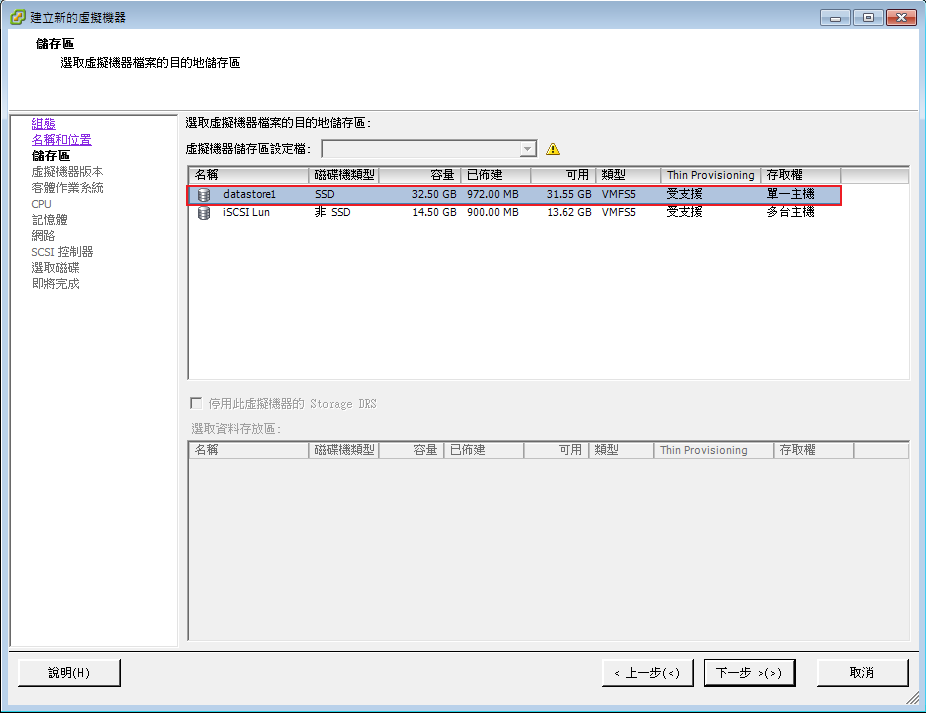 建立新的虛擬機器
儲存區
選取虛擬機器檔案的目的地儲存區
組態
名稱和位置
儲存區
虛擬機器版本
客體作業系統
CPU
記憶體
網路
SCSI 控制器
選取磁碟
即將完成
選取虛擬機器檔案的目的地儲存區:
虛擬機器儲存區設定檔:
名稱 磁碟機類型 容量 已佈建 可用 類型 Thin Provisioning 存取權
datastore1 SSD 32.50 GB 972.00 MB 31.55 GB VMFS5 受支援 單一主機
iSCSI Lun 非 SSD 14.50 GB 900.00 MB 13.62 GB VMFS5 受支援 多台主機
停用此虛擬機器的 Storage DRS
選取資料存放區:
名稱 磁碟機類型 容量 已佈建 可用 類型 Thin Provisioning 存取權
說明(H) < 上一步(<) 下一步 >(>) 取消